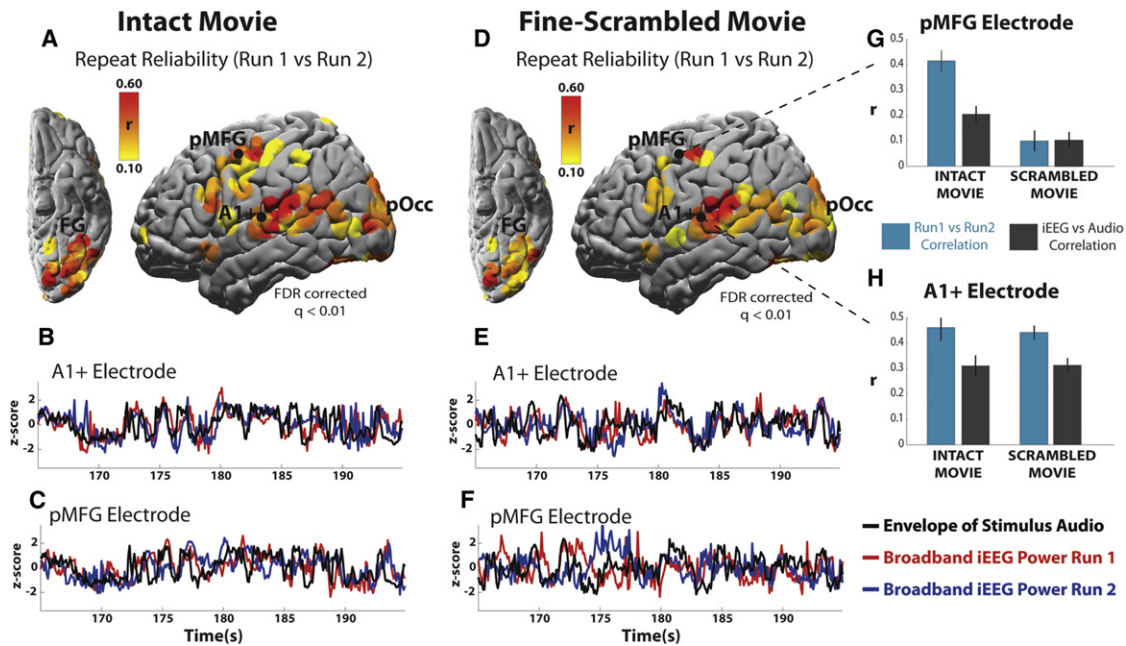 Intact Movie
A
Repeat Reliability (Run 1 vs Run 2)
0.60
r
0.10
pMFG
A1+
pOcc
FG
FDR corrected
q < 0.01
B
A1+ Electrode
z-score
2
0
-2
170
175
180
185
190
C
pMFG Electrode
z-score
2
0
-2
170
175
180
185
190
Time(s)
Fine-Scrambled Movie
D
Repeat Reliability (Run 1 vs Run 2)
0.60
r
0.10
pMFG
A1+
pOcc
FG
FDR corrected
q < 0.01
E
A1+ Electrode
z-score
2
0
-2
170
175
180
185
190
F
pMFG Electrode
z-score
2
0
-2
170
175
180
185
190
Time(s)
G
pMFG Electrode
0.5
0.4
0.3
0.2
0.1
0
r
INTACT
MOVIE
SCRAMBLED
MOVIE
Run1 vs Run2
Correlation
iEEG vs Audio
Correlation
H
A1+ Electrode
0.5
0.4
0.3
0.2
0.1
0
r
INTACT
MOVIE
SCRAMBLED
MOVIE
Envelope of Stimulus Audio
Broadband iEEG Power Run 1
Broadband iEEG Power Run 2